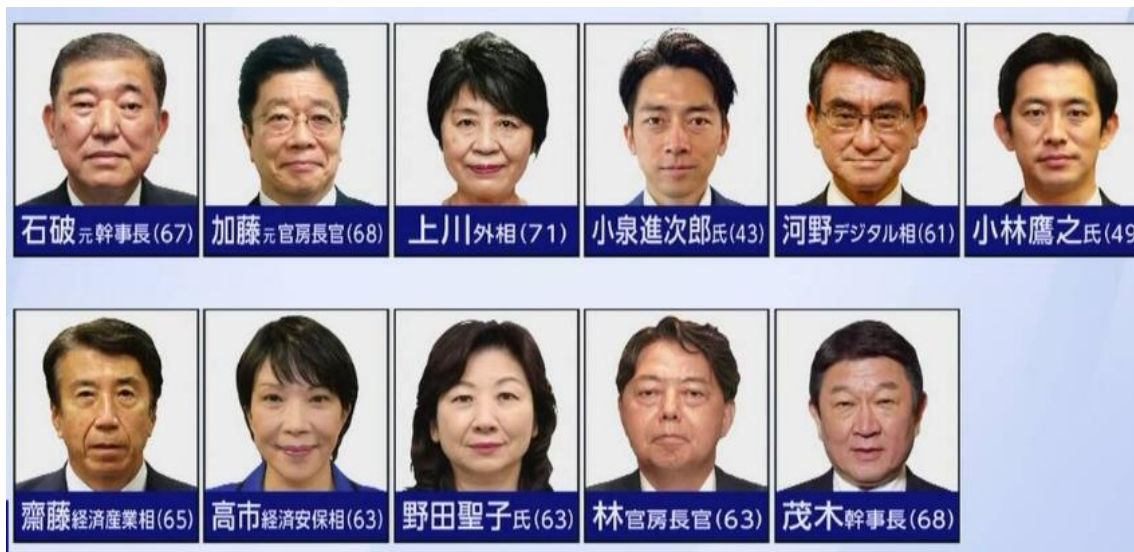 石破元幹事長(67)
加藤元官房長官(68)
上川外相(71)
小泉進次郎氏(43)
河野デジタル相(61)
小林鷹之氏(49
齋藤経済産業相(65)
高市経済安保相(63)
野田聖子氏(63)
林官房長官(63)
茂木幹事長(68)